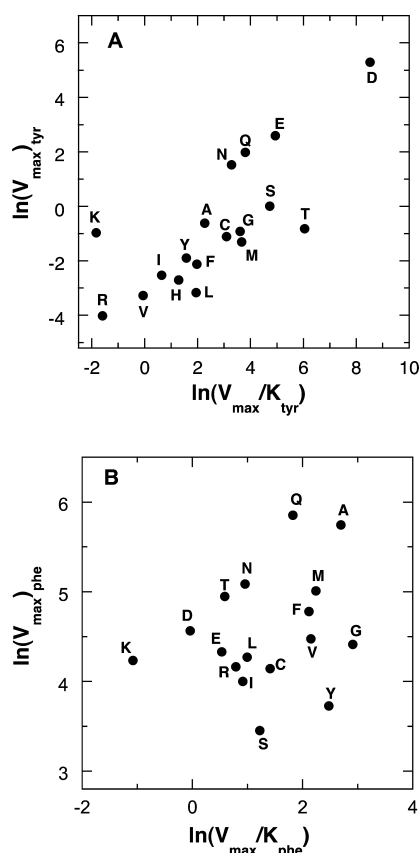 A
6
4
2
0
-2
-4
ln(Vmax)tyr
D
E
Q
N
S
T
A
G
C
M
K
Y
F
I
H
L
V
R
-2 0 2 4 6 8 10
ln(Vmax/Ktyr)
B
6
5
4
3
ln(Vmax)phe
Q
A
N
M
T
F
D
G
V
K
E
L
C
R
I
Y
S
-2 0 2 4
ln(Vmax/Kphe)